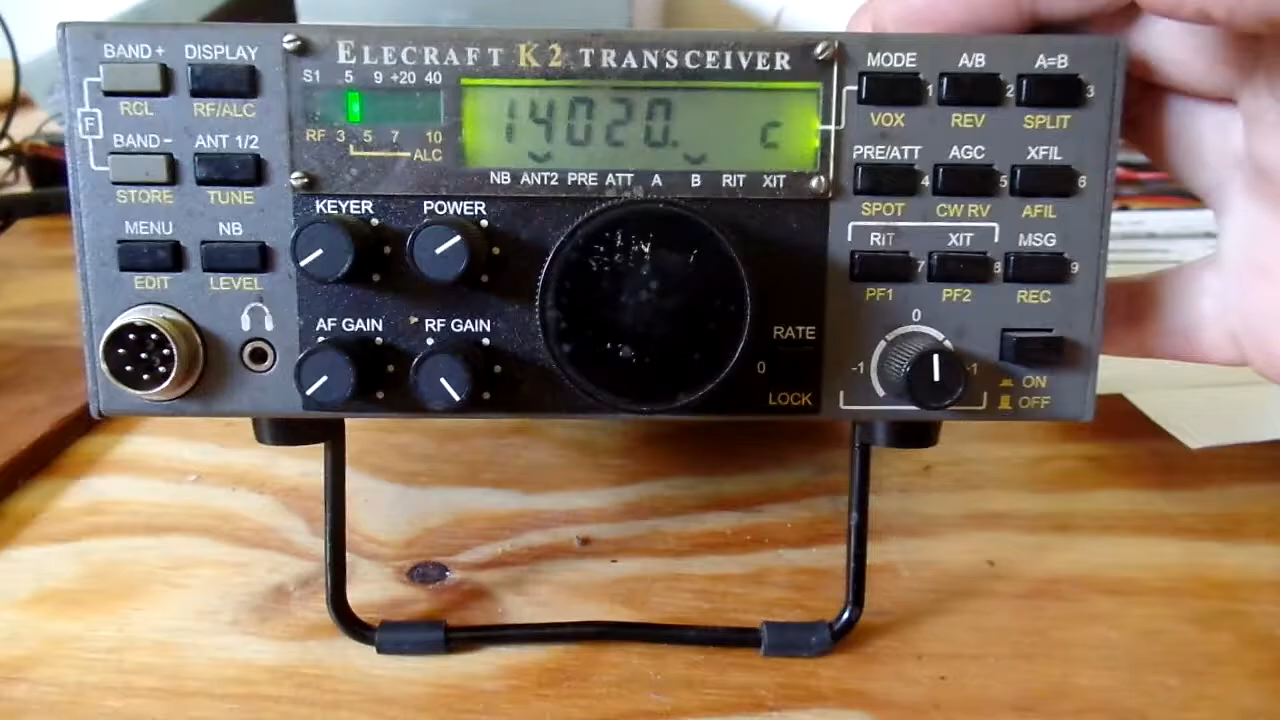 ELECRAFT K2 TRANSCEIVER
BAND+ DISPLAY
RCL RF/ALC
F
BAND- ANT 1/2
STORE TUNE
MENU NB
EDIT LEVEL
S1 5 9 +20 40
RF 3 5 7 10
ALC
14020. c
NB ANT2 PRE ATT A B RIT XIT
KEYER POWER
AF GAIN RF GAIN
RATE
0
LOCK
MODE A/B A=B
1 2 3
VOX REV SPLIT
PRE/ATT AGC XFIL
4 5 6
SPOT CW RV AFIL
RIT XIT MSG
7 8 9
PF1 PF2 REC
0
-1 -1
ON
OFF